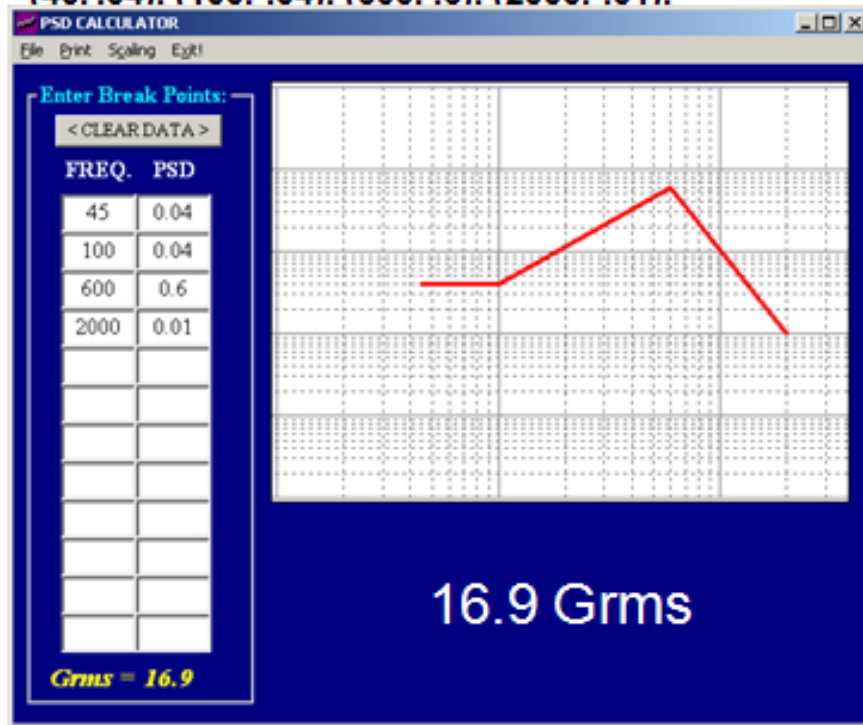 PSD CALCULATOR
File Print Scaling Exit!
Enter Break Points:
< CLEAR DATA >
FREQ. PSD
45 0.04
100 0.04
600 0.6
2000 0.01
Grms = 16.9
16.9 Grms